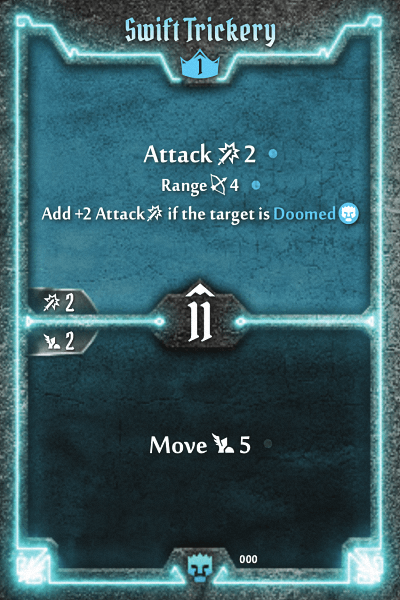 Swift Trickery
1
Attack 2
Range 4
Add +2 Attack if the target is Doomed
2
11
2
Move 5
000